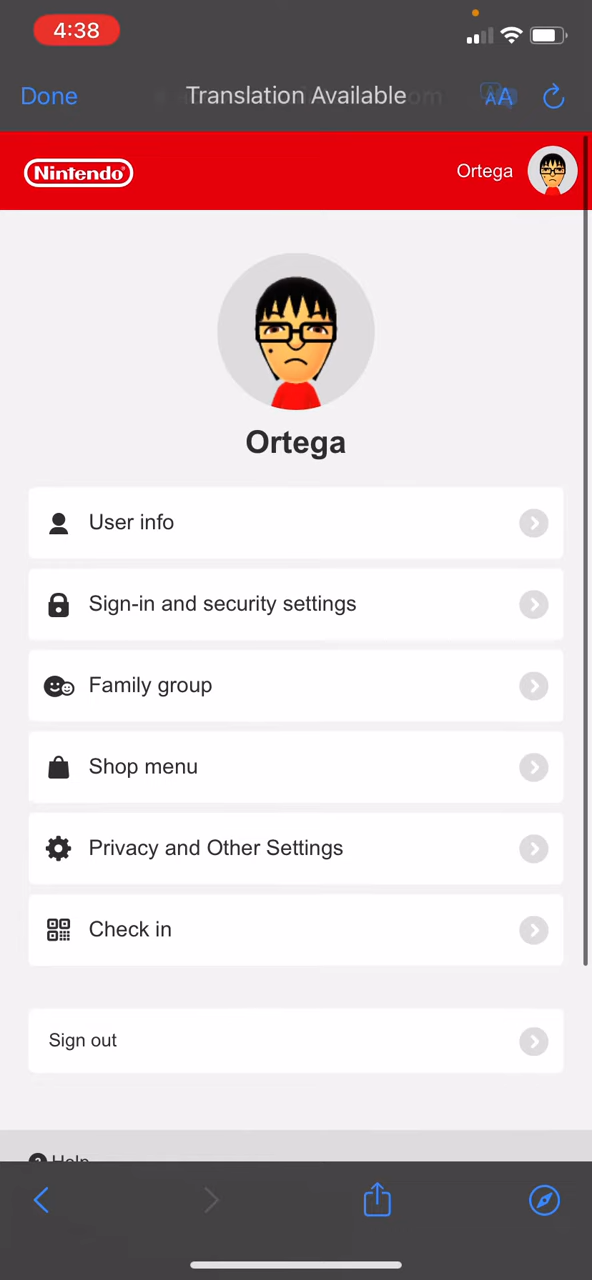 4:38
Done
Translation Available
AA
Nintendo
Ortega
Ortega
User info
Sign-in and security settings
Family group
Shop menu
Privacy and Other Settings
Check in
Sign out
Help